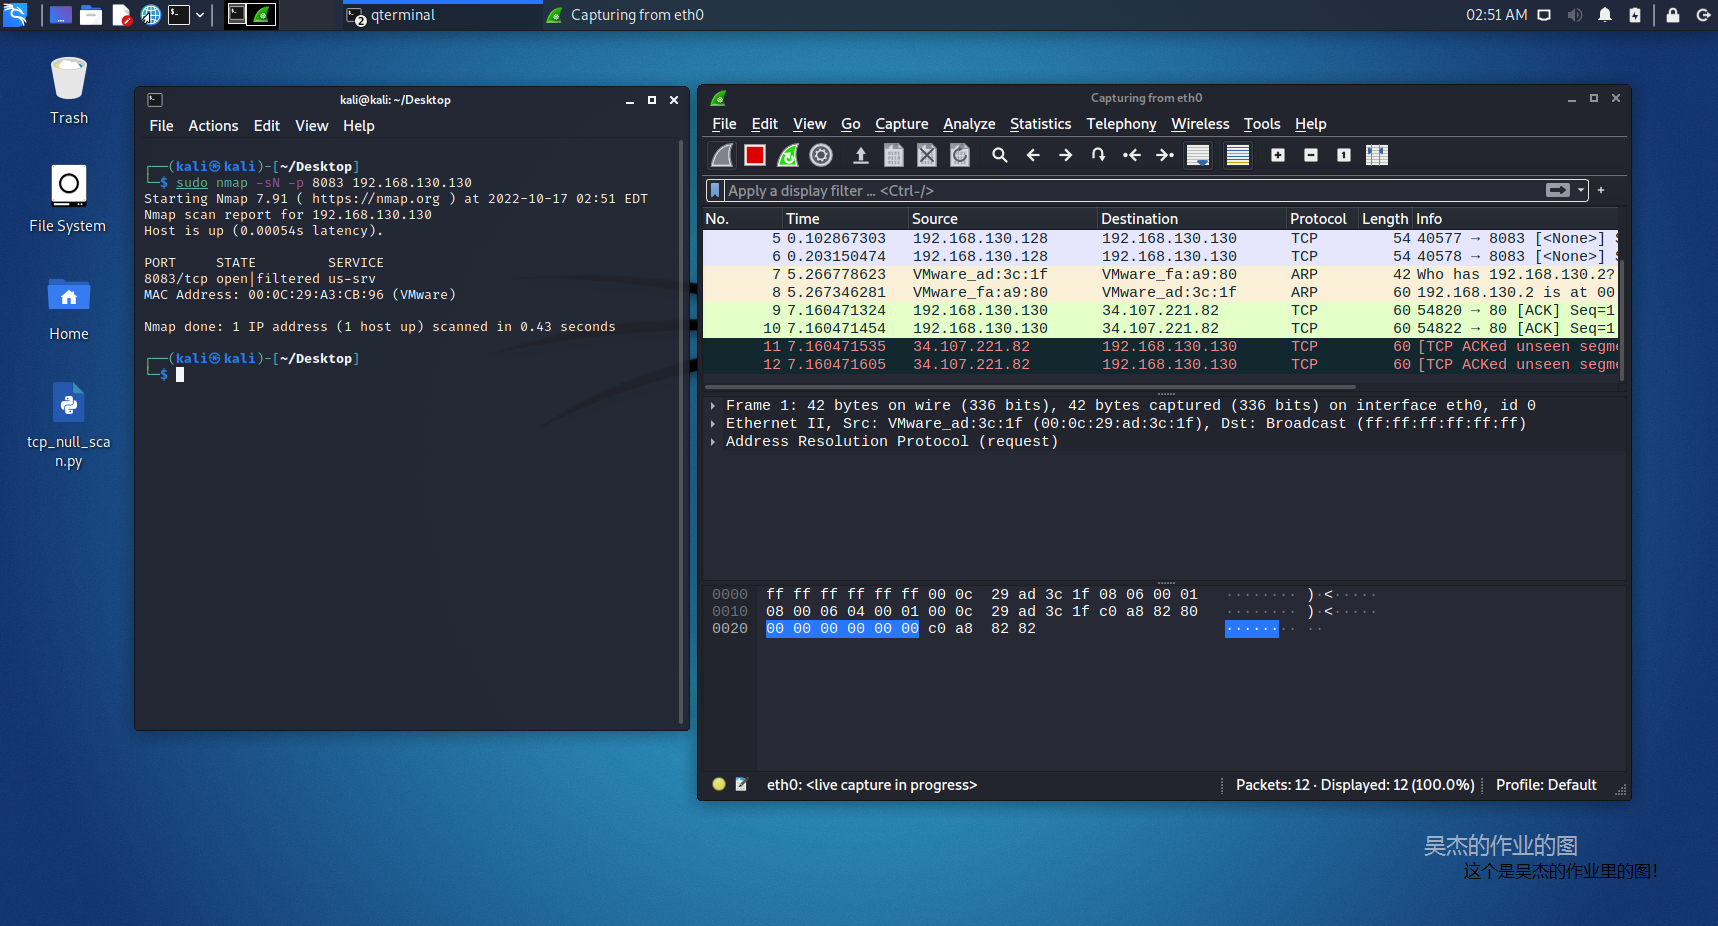 qterminal
Capturing from eth0
02:51 AM
Trash
File System
Home
tcp_null_sca
n.py
kali@kali: ~/Desktop
File Actions Edit View Help
┌──(kali㉿kali)-[~/Desktop]
└─$ sudo nmap -sN -p 8083 192.168.130.130
Starting Nmap 7.91 ( https://nmap.org ) at 2022-10-17 02:51 EDT
Nmap scan report for 192.168.130.130
Host is up (0.00054s latency).
PORT     STATE         SERVICE
8083/tcp open|filtered us-srv
MAC Address: 00:0C:29:A3:CB:96 (VMware)
Nmap done: 1 IP address (1 host up) scanned in 0.43 seconds
┌──(kali㉿kali)-[~/Desktop]
└─$
Capturing from eth0
File Edit View Go Capture Analyze Statistics Telephony Wireless Tools Help
Apply a display filter ... <Ctrl-/>
No. Time Source Destination Protocol Length Info
5 0.102867303 192.168.130.128 192.168.130.130 TCP 54 40577 → 8083 [<None>]
6 0.203150474 192.168.130.128 192.168.130.130 TCP 54 40578 → 8083 [<None>]
7 5.266778623 VMware_ad:3c:1f VMware_fa:a9:80 ARP 42 Who has 192.168.130.2?
8 5.267346281 VMware_fa:a9:80 VMware_ad:3c:1f ARP 60 192.168.130.2 is at 00
9 7.160471324 192.168.130.130 34.107.221.82 TCP 60 54820 → 80 [ACK] Seq=1
10 7.160471454 192.168.130.130 34.107.221.82 TCP 60 54822 → 80 [ACK] Seq=1
11 7.160471535 34.107.221.82 192.168.130.130 TCP 60 [TCP ACKed unseen segme
12 7.160471605 34.107.221.82 192.168.130.130 TCP 60 [TCP ACKed unseen segme
Frame 1: 42 bytes on wire (336 bits), 42 bytes captured (336 bits) on interface eth0, id 0
Ethernet II, Src: VMware_ad:3c:1f (00:0c:29:ad:3c:1f), Dst: Broadcast (ff:ff:ff:ff:ff:ff)
Address Resolution Protocol (request)
0000 ff ff ff ff ff ff 00 0c 29 ad 3c 1f 08 06 00 01 ········ )·<·····
0010 08 00 06 04 00 01 00 0c 29 ad 3c 1f c0 a8 82 80 ········ )·<·····
0020 00 00 00 00 00 00 c0 a8 82 82 ········ ··
eth0: <live capture in progress>
Packets: 12 · Displayed: 12 (100.0%)
Profile: Default
吴杰的作业的图
这个是吴杰的作业里的图!